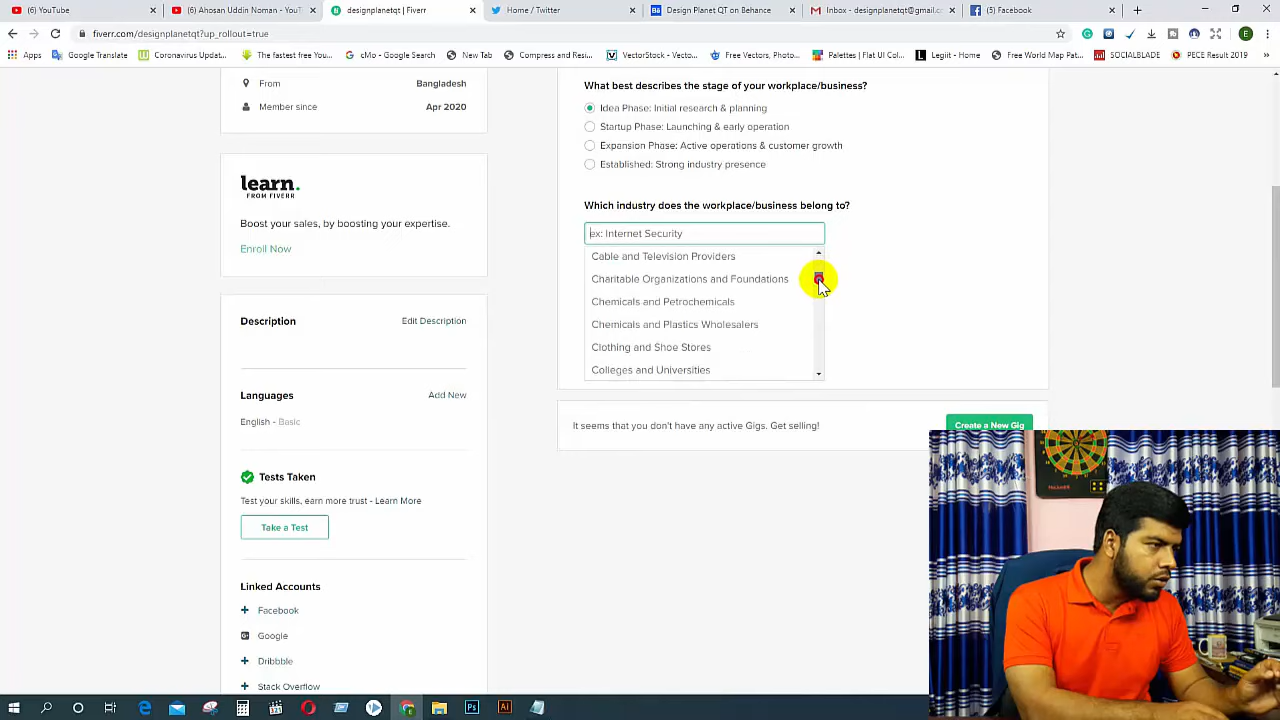 (6) YouTube
(6) Ahosan Uddin Noman - YouT
designplanetqt | Fiverr
Home / Twitter
Design Planet QT on Behance
Inbox - designplanetqt@gmail.c
(5) Facebook
fiverr.com/designplanetqt?up_rollout=true
Apps
Google Translate
Coronavirus Updat...
The fastest free You...
cMo - Google Search
New Tab
Compress and Resi...
VectorStock - Vecto...
Free Vectors, Photo...
Palettes | Flat UI Col...
Legiit - Home
Free World Map Pat...
SOCIALBLADE
PECE Result 2019
From Bangladesh
Member since Apr 2020
learn.
FROM FIVERR
Boost your sales, by boosting your expertise.
Enroll Now
Description Edit Description
Languages Add New
English - Basic
Tests Taken
Test your skills, earn more trust - Learn More
Take a Test
Linked Accounts
Facebook
Google
Dribbble
Stack Overflow
What best describes the stage of your workplace/business?
Idea Phase: Initial research & planning
Startup Phase: Launching & early operation
Expansion Phase: Active operations & customer growth
Established: Strong industry presence
Which industry does the workplace/business belong to?
ex: Internet Security
Cable and Television Providers
Charitable Organizations and Foundations
Chemicals and Petrochemicals
Chemicals and Plastics Wholesalers
Clothing and Shoe Stores
Colleges and Universities
It seems that you don't have any active Gigs. Get selling!
Create a New Gig